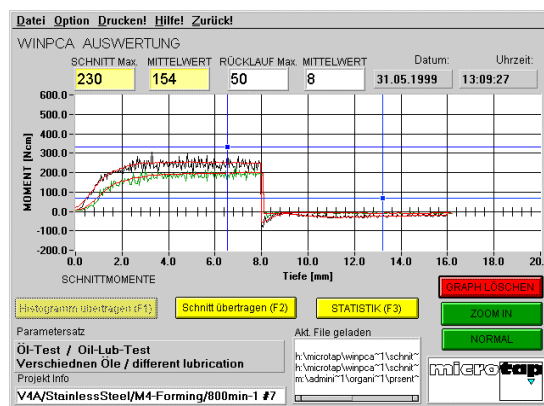 Datei Option Drucken! Hilfe! Zurück!
WINPCA AUSWERTUNG
SCHNITT Max. MITTELWERT RÜCKLAUF Max. MITTELWERT Datum: Uhrzeit:
230 154 50 8 31.05.1999 13:09:27
600.0
500.0
400.0
300.0
200.0
100.0
0.0
-100.0
-200.0
MOMENT [Ncm]
0.0 2.0 4.0 6.0 8.0 10.0 12.0 14.0 16.0 18.0 20.
SCHNITTMOMENTE
Tiefe [mm]
GRAPH LÖSCHEN
Histogramm übertragen (F1) Schnitt übertragen (F2) STATISTIK (F3) ZOOM IN
NORMAL
Parametersatz
Öl-Test / Oil-Lub-Test
Verschiednen Öle / different lubrication
Projekt Info
V4A/StainlessSteel/M4-Forming/800min-1 #7
Akt. File geladen
h:\microtap\winpca~1\schnit~
h:\microtap\winpca~1\schnit~
m:\admini~1\organi~1\prsent~
microtap